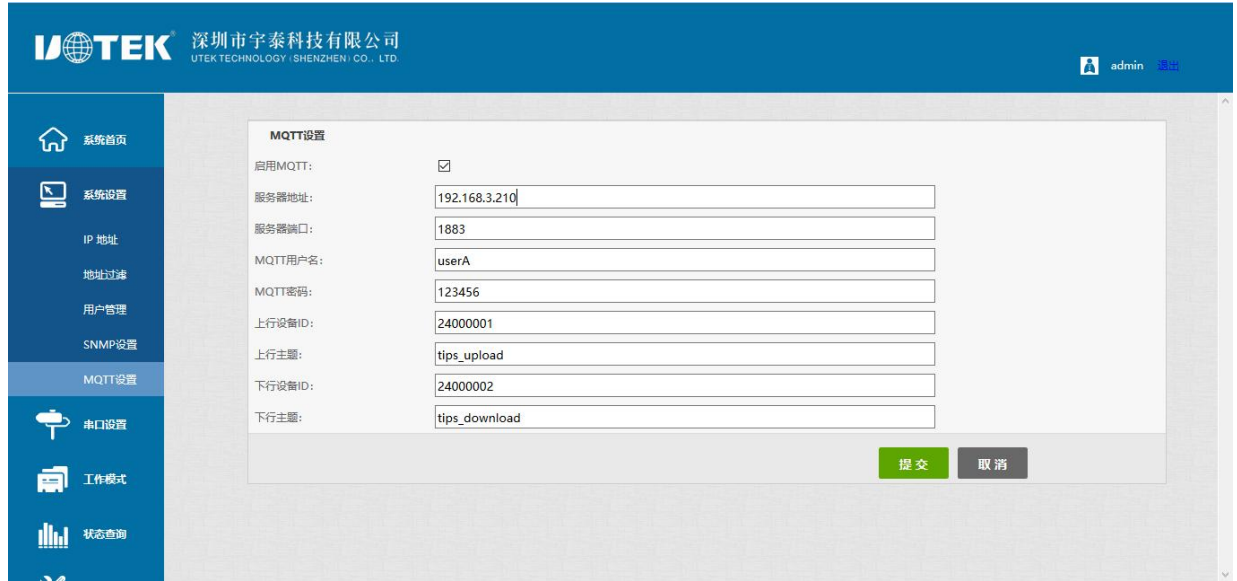 UOTEK®
深圳市宇泰科技有限公司
UTEK TECHNOLOGY (SHENZHEN) CO., LTD.
admin 退出
系统首页
系统设置
IP 地址
地址过滤
用户管理
SNMP设置
MQTT设置
串口设置
工作模式
状态查询
MQTT设置
启用MQTT:
服务器地址: 192.168.3.210
服务器端口: 1883
MQTT用户名: userA
MQTT密码: 123456
上行设备ID: 24000001
上行主题: tips_upload
下行设备ID: 24000002
下行主题: tips_download
提交 取消